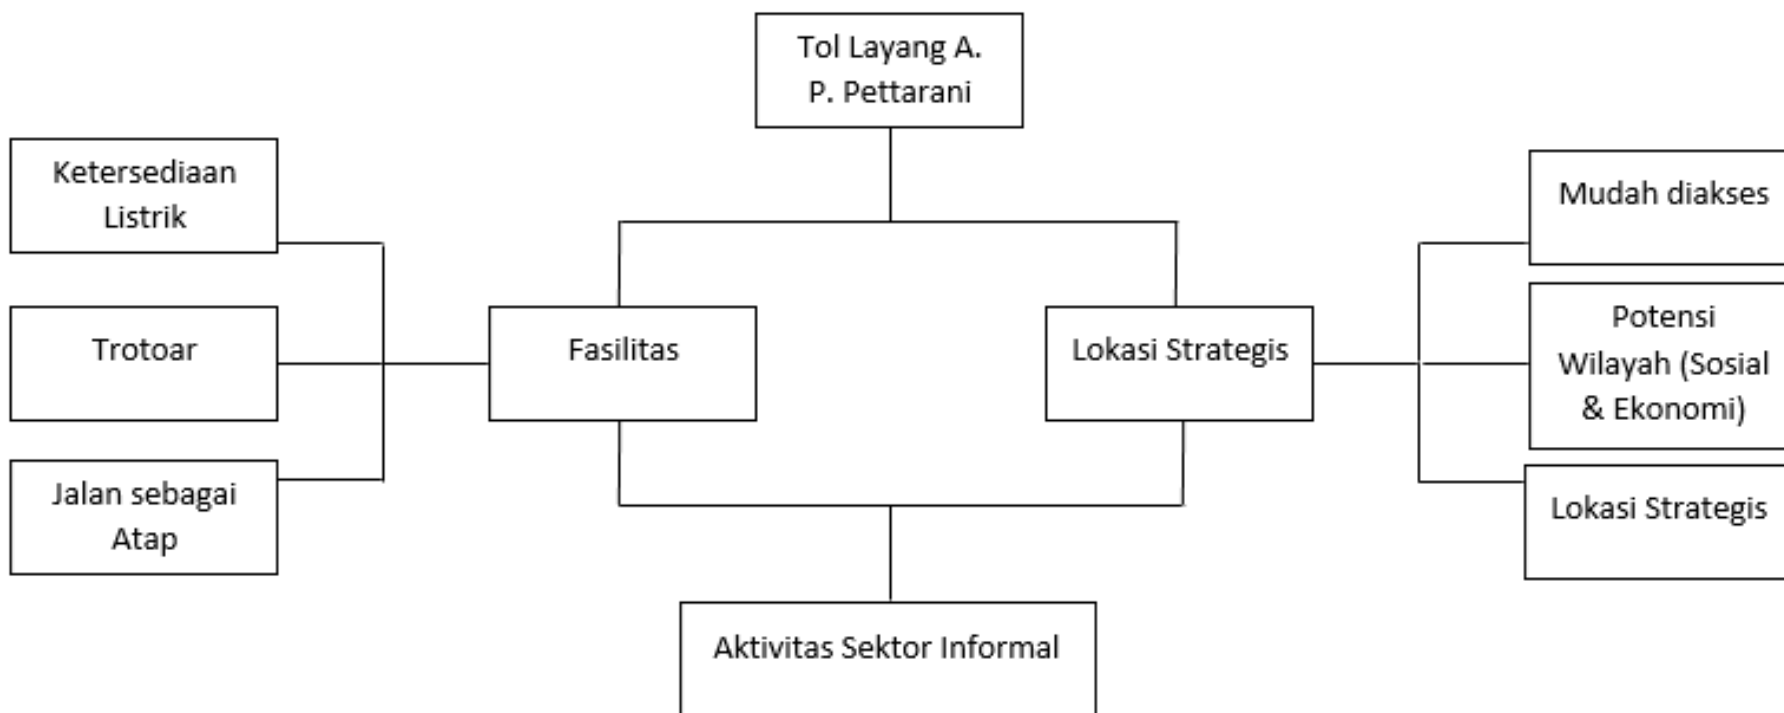 Tol Layang A.
P. Pettarani
Ketersediaan
Listrik
Trotoar
Jalan sebagai
Atap
Fasilitas
Lokasi Strategis
Mudah diakses
Potensi
Wilayah (Sosial
& Ekonomi)
Lokasi Strategis
Aktivitas Sektor Informal